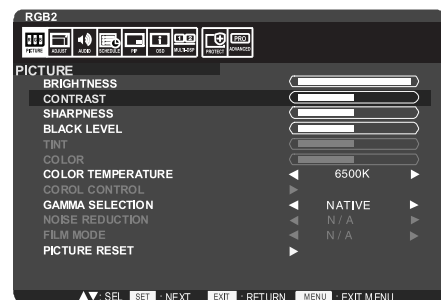 RGB2
PICTURE ADJUST AUDIO SCHEDULE PIP OSD MULTI-DSP PROTECT PRO ADVANCED
PICTURE
BRIGHTNESS
CONTRAST
SHARPNESS
BLACK LEVEL
TINT
COLOR
COLOR TEMPERATURE 6500K
COROL CONTROL
GAMMA SELECTION NATIVE
NOISE REDUCTION N / A
FILM MODE N / A
PICTURE RESET
: SEL SET : NEXT EXIT : RETURN MENU : EXIT MENU